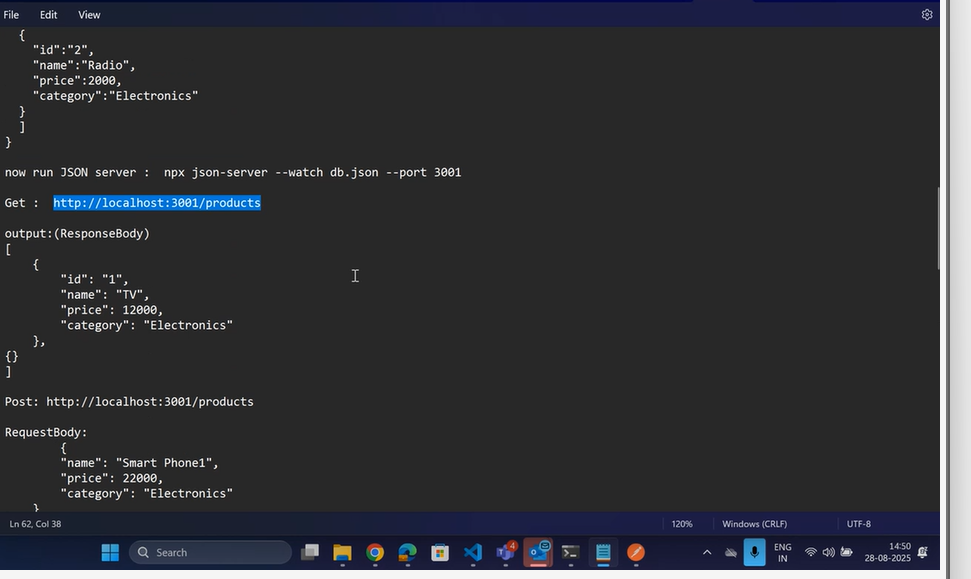 File Edit View
{
"id":"2",
"name":"Radio",
"price":2000,
"category":"Electronics"
}
]
}
now run JSON server :  npx json-server --watch db.json --port 3001
Get :  http://localhost:3001/products
output:(ResponseBody)
[
{
"id": "1",
"name": "TV",
"price": 12000,
"category": "Electronics"
},
{}
]
Post: http://localhost:3001/products
RequestBody:
{
"name": "Smart Phone1",
"price": 22000,
"category": "Electronics"
}
Ln 62, Col 38 120% Windows (CRLF) UTF-8
Search 4 ENG IN 14:50 28-08-2025